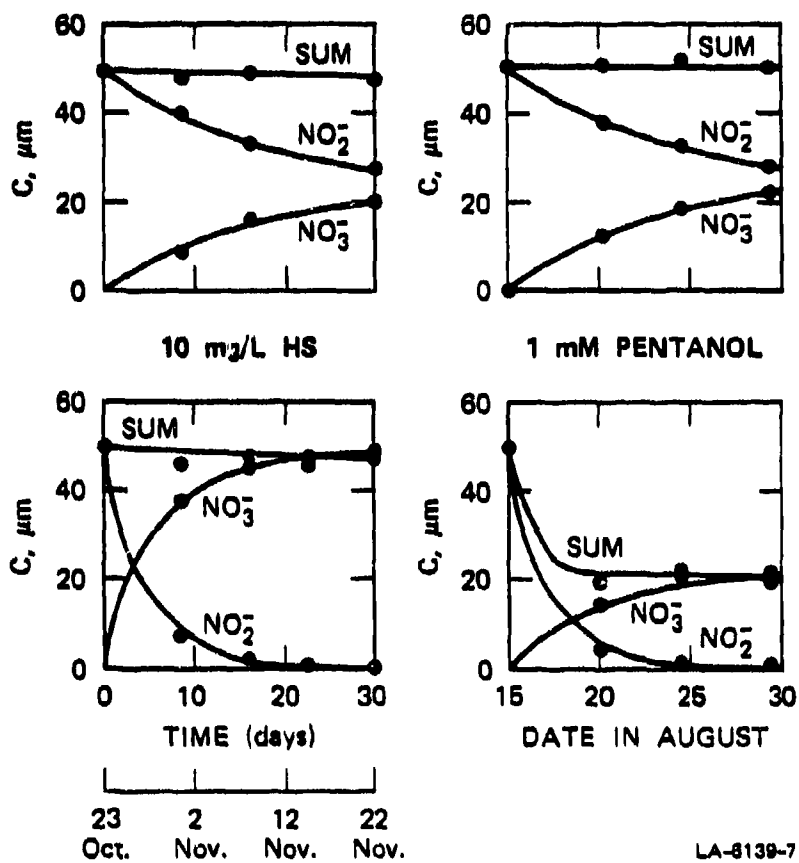 60
SUM
40
NO₂⁻
C, μm
20
NO₃⁻
0
60
SUM
40
NO₂⁻
C, μm
20
NO₃⁻
0
10 mg/L HS
1 mM PENTANOL
60
SUM
40
NO₃⁻
C, μm
20
NO₂⁻
0
0 10 20 30
TIME (days)
23 2 12 22
Oct. Nov. Nov. Nov.
60
40
C, μm
SUM
20
NO₃⁻
NO₂⁻
0
15 20 25 30
DATE IN AUGUST
LA-6139-7